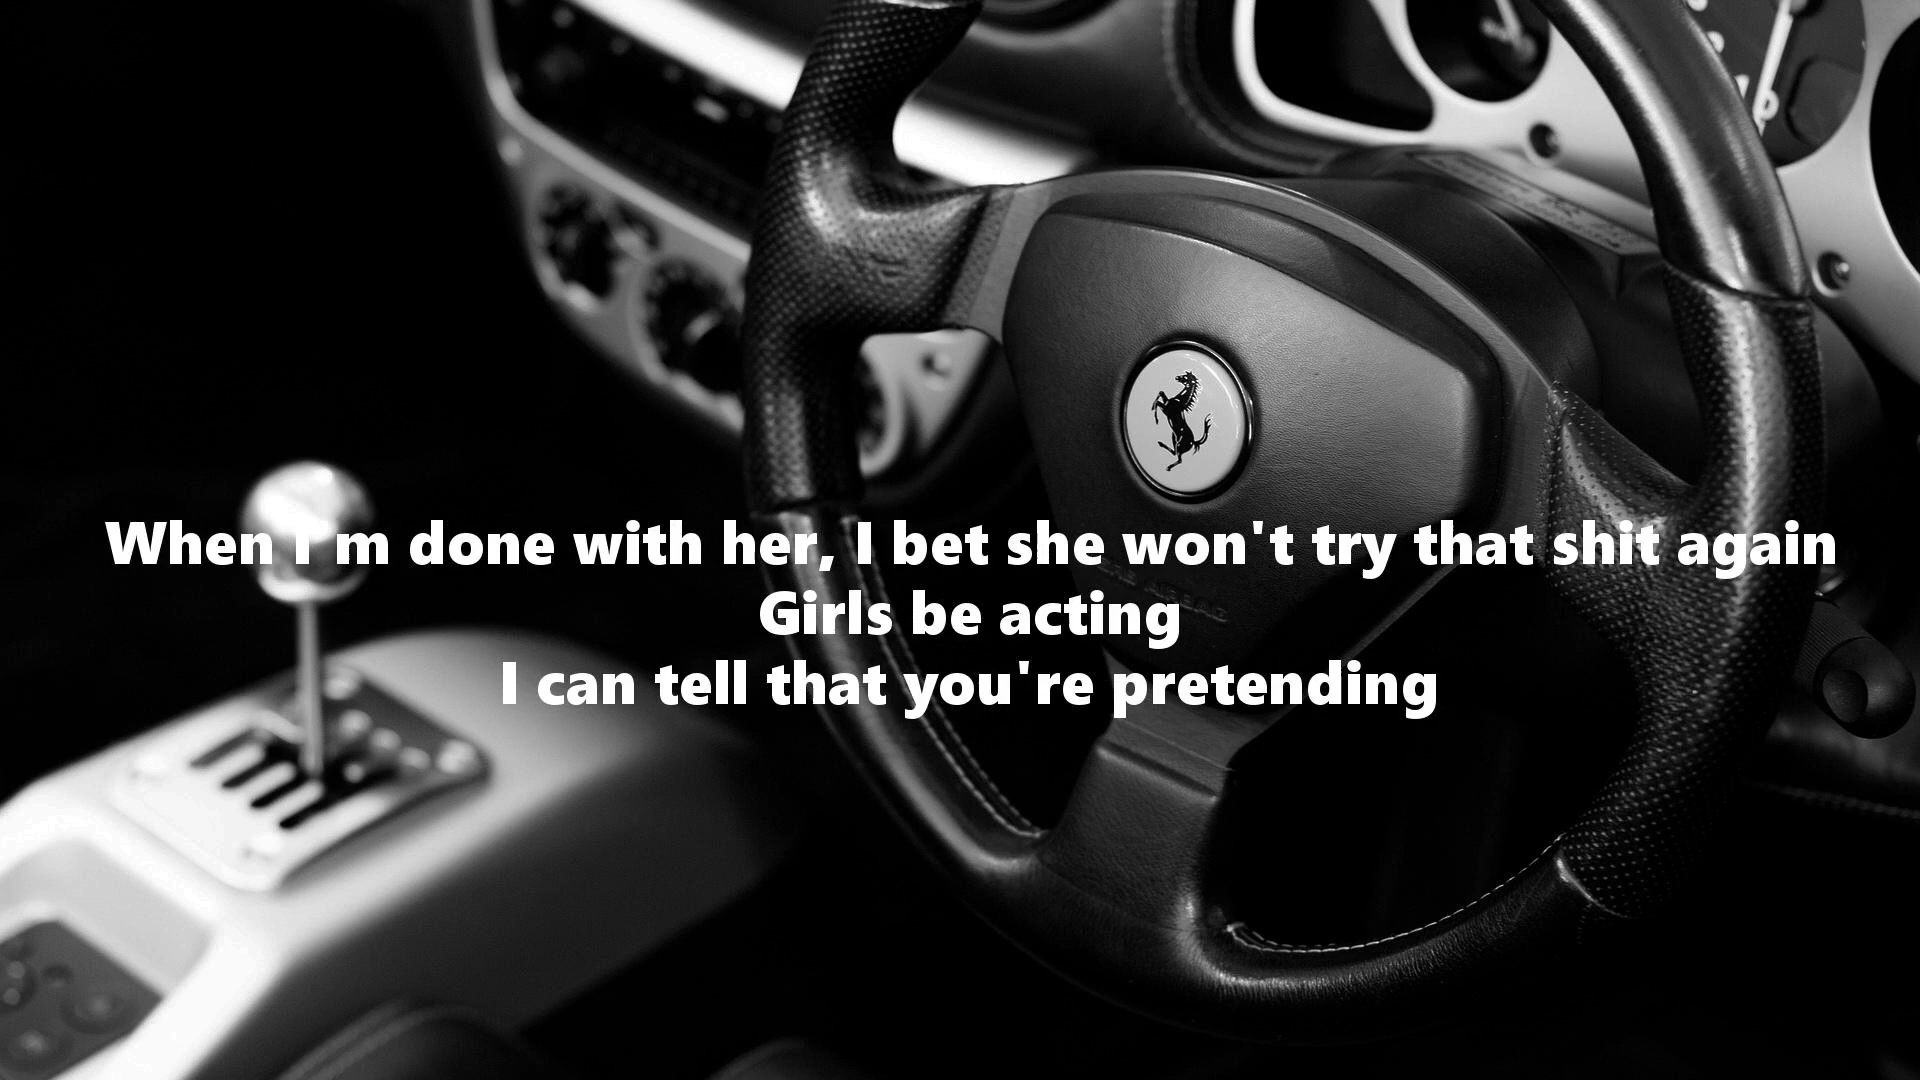 When I'm done with her, I bet she won't try that shit again
Girls be acting
I can tell that you're pretending